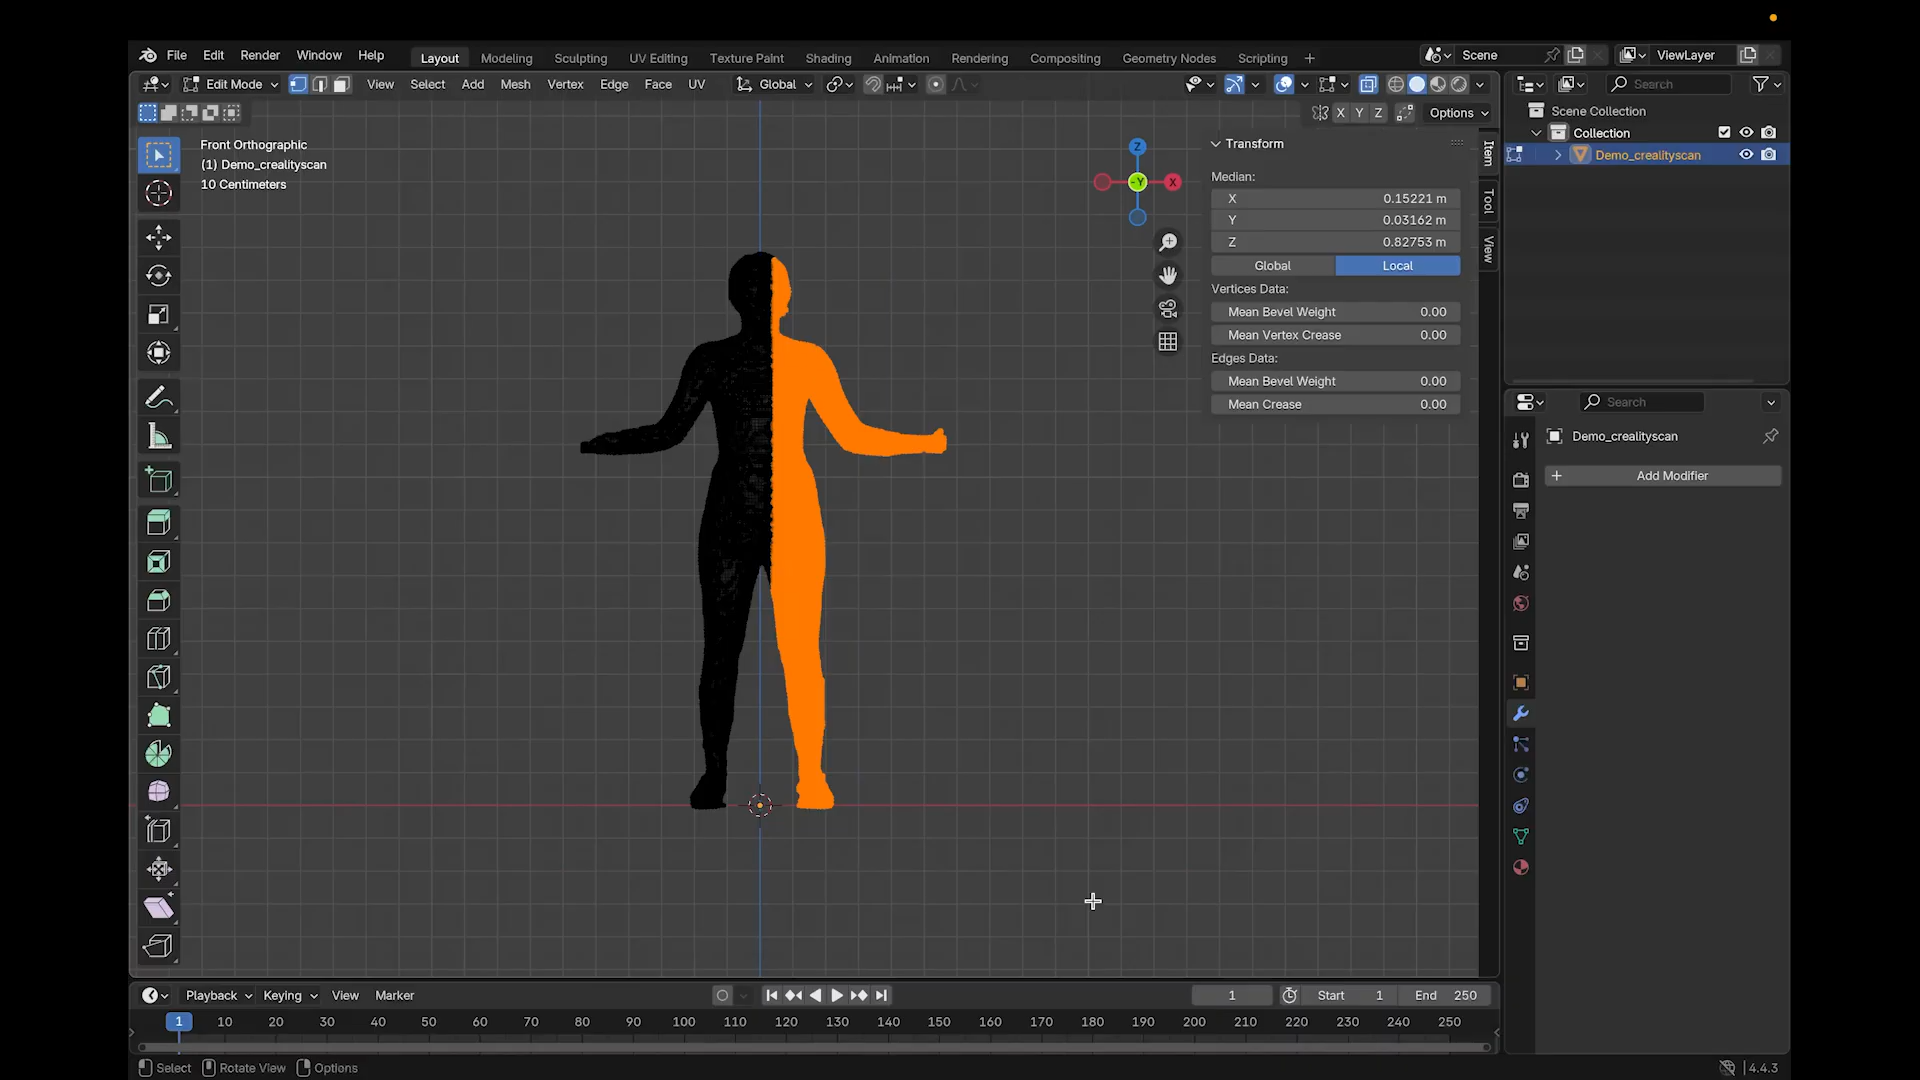 File Edit Render Window Help Layout Modeling Sculpting UV Editing Texture Paint Shading Animation Rendering Compositing Geometry Nodes Scripting + Scene ViewLayer
Edit Mode View Select Add Mesh Vertex Edge Face UV Global Search
X Y Z Options
Scene Collection
Collection
Demo_crealityscan
Front Orthographic
(1) Demo_crealityscan
10 Centimeters
Z
-Y
X
Transform
Median:
X 0.15221 m
Y 0.03162 m
Z 0.82753 m
Global Local
Vertices Data:
Mean Bevel Weight 0.00
Mean Vertex Crease 0.00
Edges Data:
Mean Bevel Weight 0.00
Mean Crease 0.00
Item
Tool
View
Search
Demo_crealityscan
+ Add Modifier
Playback Keying View Marker 1 Start 1 End 250
1 10 20 30 40 50 60 70 80 90 100 110 120 130 140 150 160 170 180 190 200 210 220 230 240 250
Select Rotate View Options 4.4.3